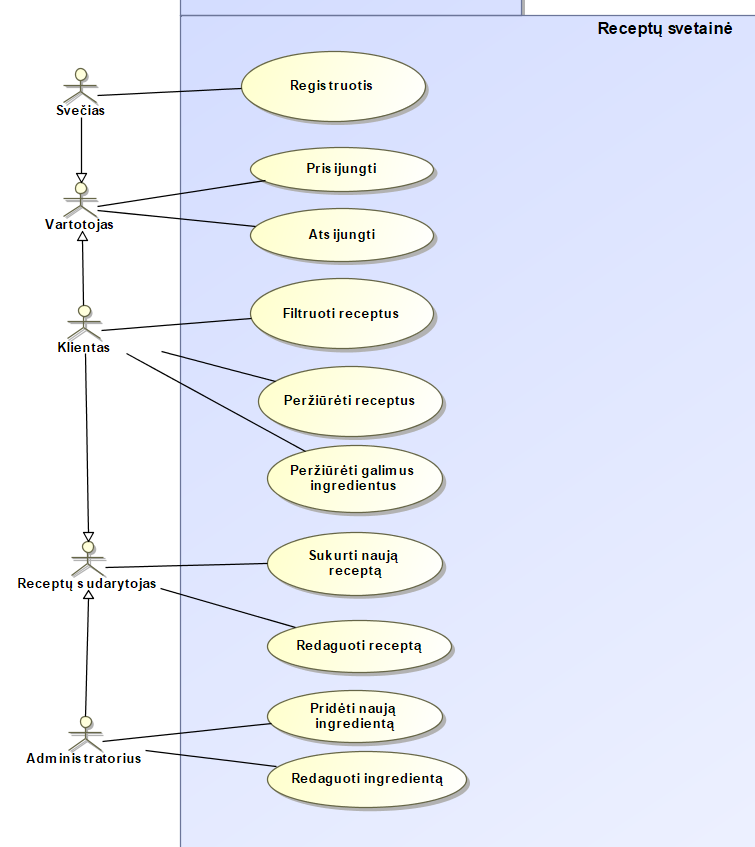 Receptų svetainė
Registruotis
Svečias
Prisijungti
Vartotojas
Atsijungti
Filtruoti receptus
Klientas
Peržiūrėti receptus
Peržiūrėti galimus
ingredientus
Sukurti naują
receptą
Receptų sudarytojas
Redaguoti receptą
Pridėti naują
ingredientą
Administratorius
Redaguoti ingredientą